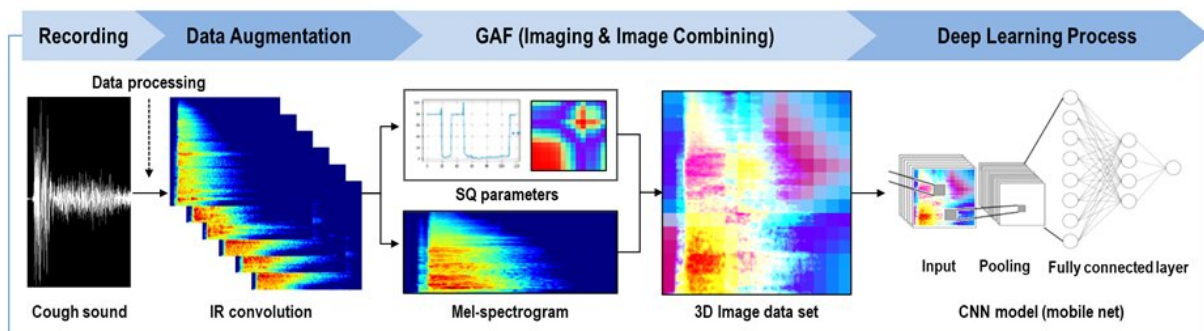 Recording
Data Augmentation
GAF (Imaging & Image Combining)
Deep Learning Process
Data processing
SQ parameters
Input
Pooling
Fully connected layer
Cough sound
IR convolution
Mel-spectrogram
3D Image data set
CNN model (mobile net)